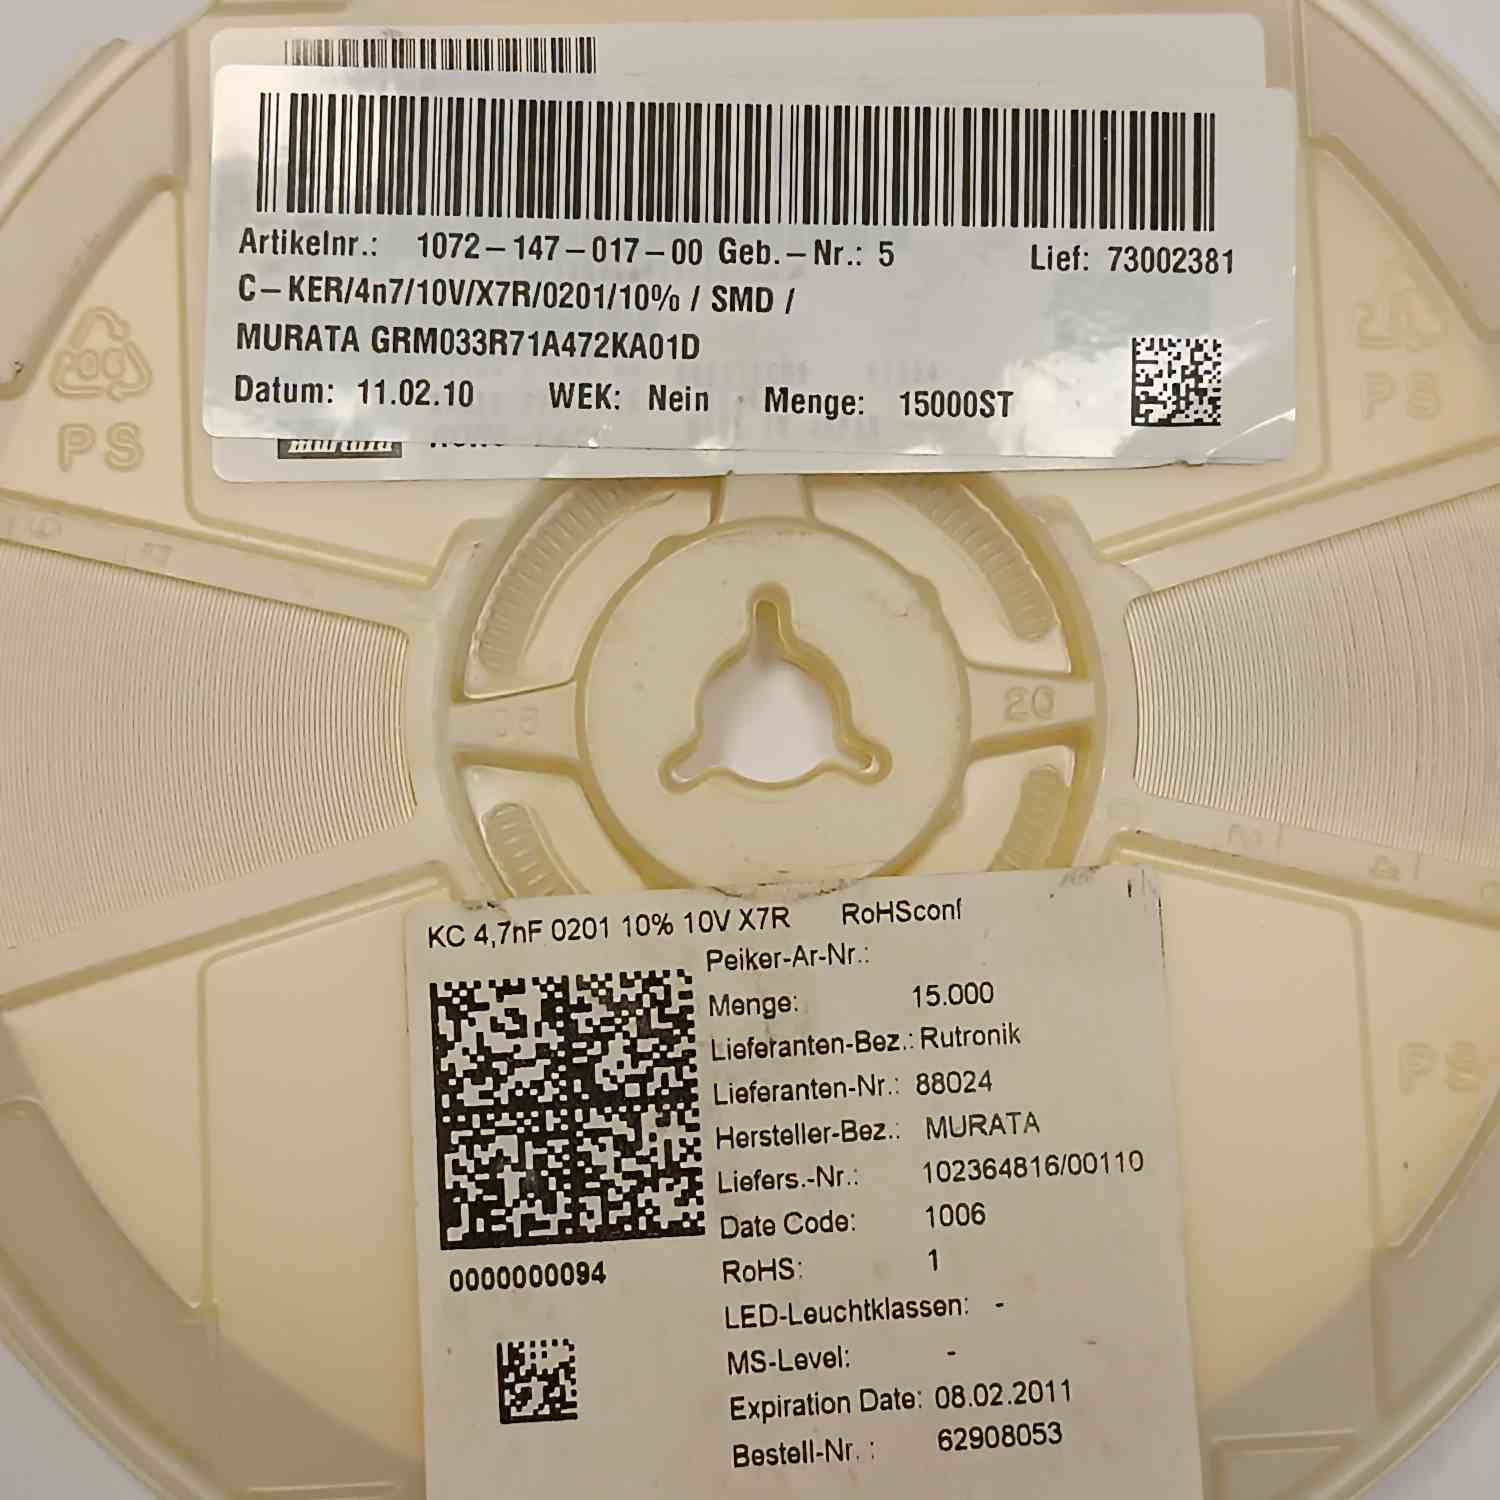 Artikelnr.: 1072-147-017-00 Geb.-Nr.: 5 Lief: 73002381
C-KER/4n7/10V/X7R/0201/10% / SMD /
MURATA GRM033R71A472KA01D
Datum: 11.02.10 WEK: Nein Menge: 15000ST
muRata
PS
PS
20
PS
KC 4,7nF 0201 10% 10V X7R RoHSconf
Peiker-Ar-Nr.:
Menge: 15.000
Lieferanten-Bez.: Rutronik
Lieferanten-Nr.: 88024
Hersteller-Bez.: MURATA
Liefers.-Nr.: 102364816/00110
Date Code: 1006
RoHS: 1
0000000094
LED-Leuchtklassen: -
MS-Level: -
Expiration Date: 08.02.2011
Bestell-Nr. : 62908053